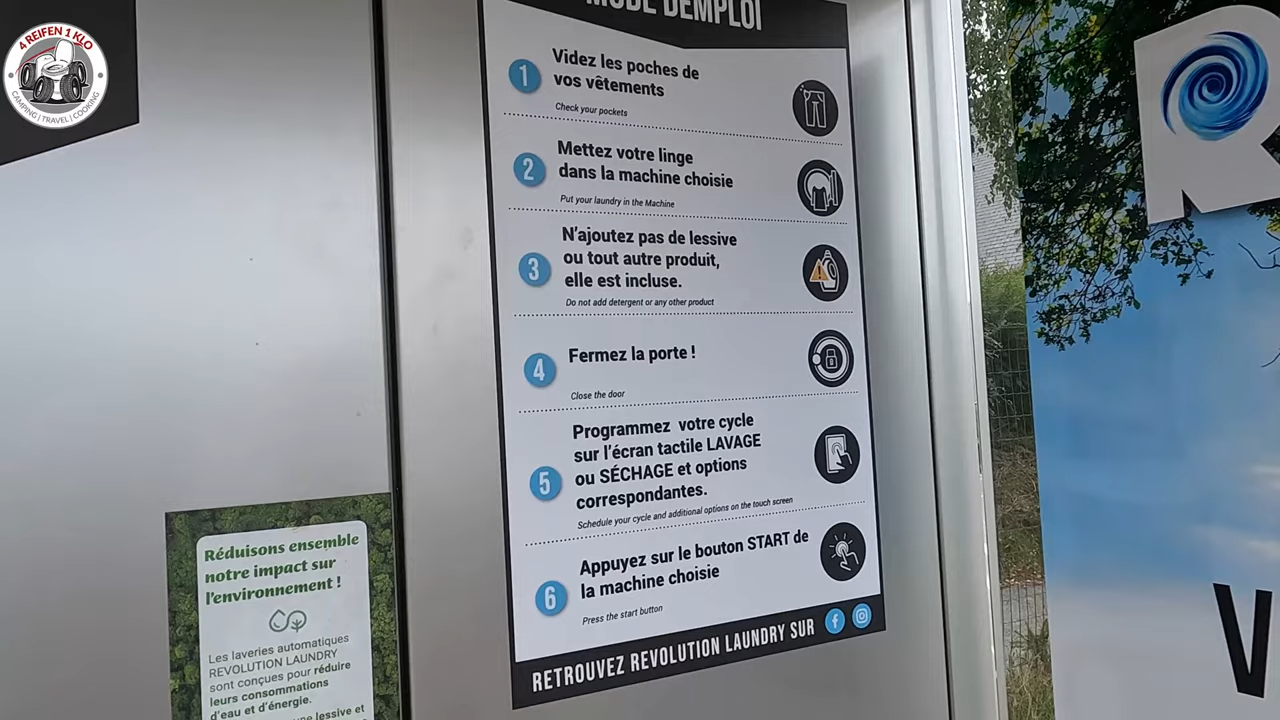 4 REIFEN 1 KLO
CAMPING | TRAVEL | COOKING
MODE D'EMPLOI
1
Videz les poches de
vos vêtements
Check your pockets
2
Mettez votre linge
dans la machine choisie
Put your laundry in the Machine
3
N'ajoutez pas de lessive
ou tout autre produit,
elle est incluse.
Do not add detergent or any other product
4
Fermez la porte !
Close the door
5
Programmez votre cycle
sur l'écran tactile LAVAGE
ou SÉCHAGE et options
correspondantes.
Schedule your cycle and additional options on the touch screen
6
Appuyez sur le bouton START de
la machine choisie
Press the start button
RETROUVEZ REVOLUTION LAUNDRY SUR
Réduisons ensemble
notre impact sur
l'environnement !
Les laveries automatiques
REVOLUTION LAUNDRY
sont conçues pour réduire
leurs consommations
d'eau et d'énergie.
une lessive et
R
V